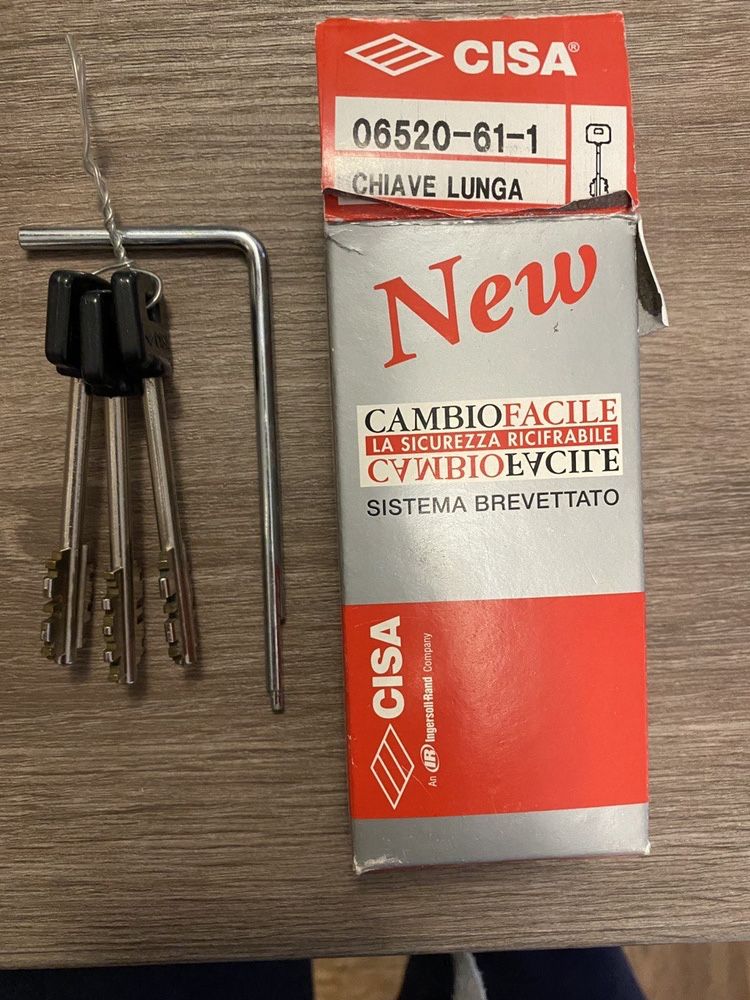 CISA®
06520-61-1
CHIAVE LUNGA
New
CAMBIOFACILE
LA SICUREZZA RICIFRABILE
CAMBIOFACILE
SISTEMA BREVETTATO
CISA
An IR Ingersoll-Rand Company